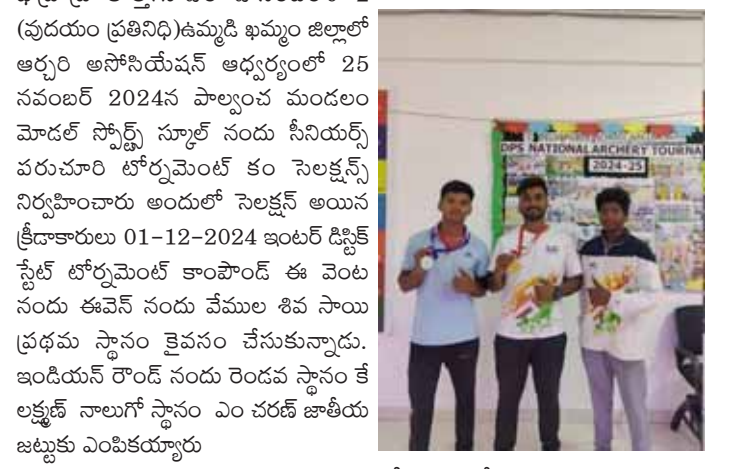 (వుదయం ప్రతినిధి)ఉమ్మడి ఖమ్మం జిల్లాలో
ఆర్చరి అసోసియేషన్ ఆధ్వర్యంలో 25
నవంబర్ 2024న పాల్వంచ మండలం
మోడల్ స్పోర్ట్స్ స్కూల్ నందు సీనియర్స్
వరుచూరి టోర్నమెంట్ కం సెలక్షన్స్
నిర్వహించారు అందులో సెలక్షన్ అయిన
క్రీడాకారులు 01-12-2024 ఇంటర్ డిస్టిక్
స్టేట్ టోర్నమెంట్ కాంపౌండ్ ఈ వెంట
నందు ఈవెన్ నందు వేముల శివ సాయి
ప్రథమ స్థానం కైవసం చేసుకున్నాడు.
ఇండియన్ రౌండ్ నందు రెండవ స్థానం కే
లక్ష్మణ్ నాలుగో స్థానం ఎం చరణ్ జాతీయ
జట్టుకు ఎంపికయ్యారు
DPS NATIONAL ARCHERY TOURNA
2024-25